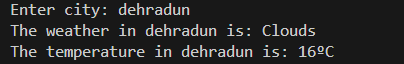 Enter city: dehradun
The weather in dehradun is: Clouds
The temperature in dehradun is: 16ºC